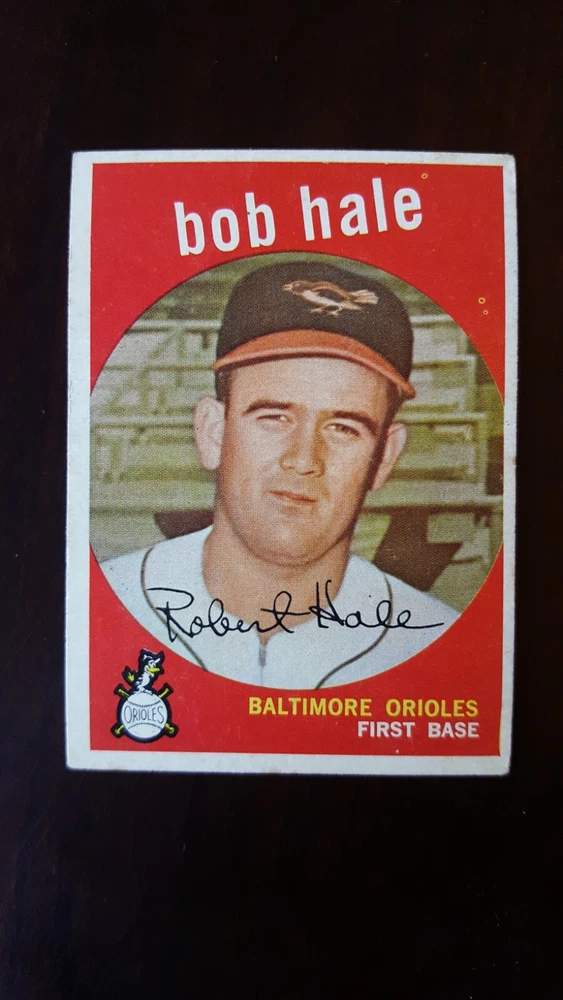 bob hale
Robert Hale
ORIOLES
BALTIMORE ORIOLES
FIRST BASE